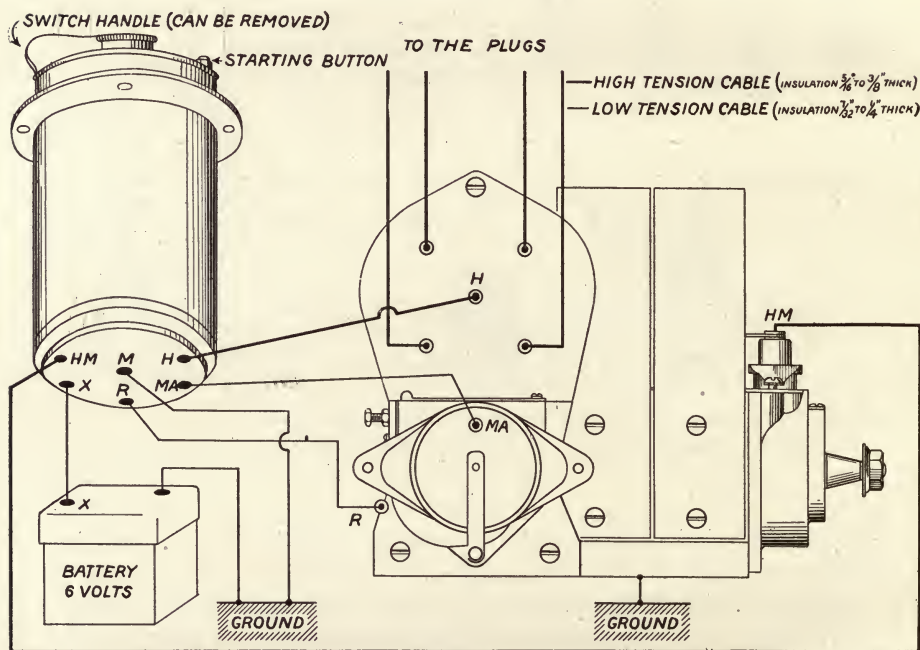 SWITCH HANDLE (CAN BE REMOVED)
STARTING BUTTON
TO THE PLUGS
HIGH TENSION CABLE (INSULATION 5/16" TO 3/8" THICK)
LOW TENSION CABLE (INSULATION 7/32" TO 1/4" THICK)
H
HM
HM
M
H
X
R
MA
MA
X
R
BATTERY
6 VOLTS
GROUND
GROUND